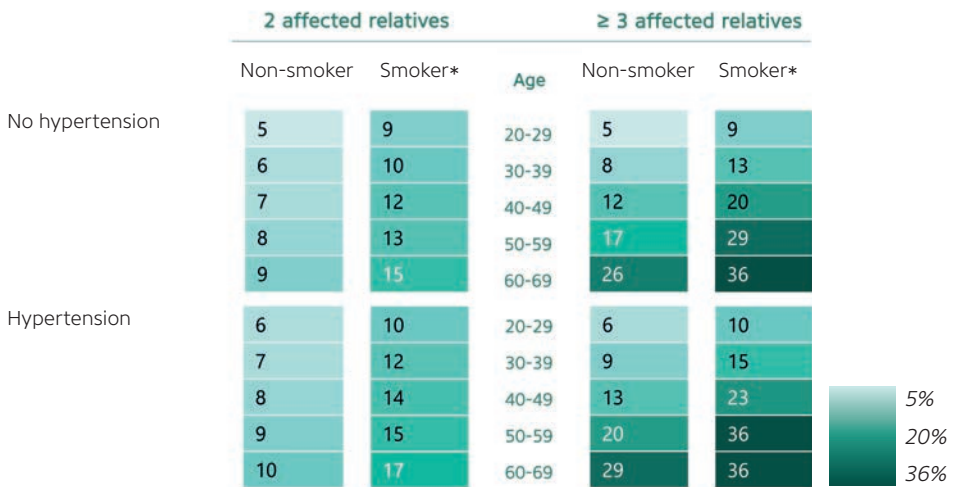 2 affected relatives ≥ 3 affected relatives
Non-smoker Smoker* Age Non-smoker Smoker*
No hypertension
5 9 20-29 5 9
6 10 30-39 8 13
7 12 40-49 12 20
8 13 50-59 17 29
9 15 60-69 26 36
Hypertension
6 10 20-29 6 10
7 12 30-39 9 15
8 14 40-49 13 23
9 15 50-59 20 36
10 17 60-69 29 36
5%
20%
36%